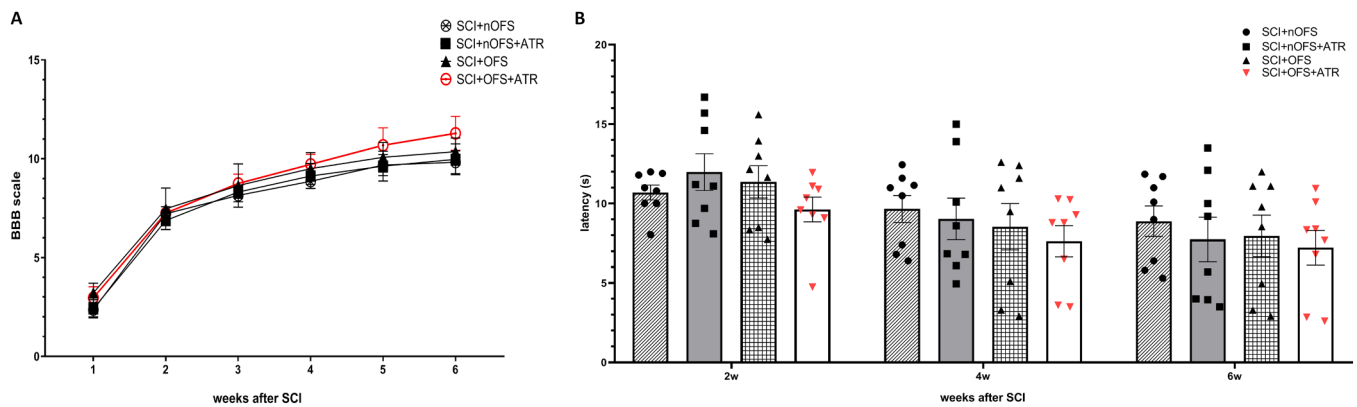 A
SCI+nOFS
SCI+nOFS+ATR
SCI+OFS
SCI+OFS+ATR
BBB scale
15
10
5
0
1 2 3 4 5 6
weeks after SCI
B
SCI+nOFS
SCI+nOFS+ATR
SCI+OFS
SCI+OFS+ATR
latency (s)
20
15
10
5
0
2w 4w 6w
weeks after SCI